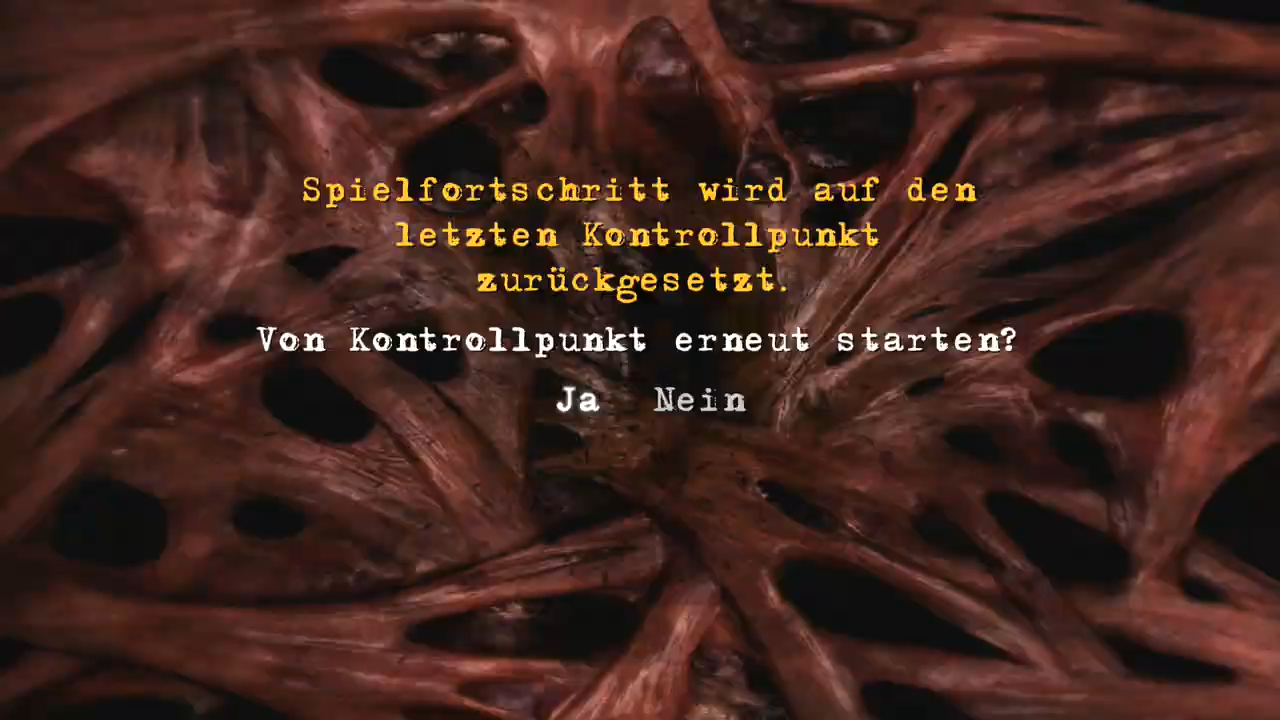 Spielfortschritt wird auf den
letzten Kontrollpunkt
zurückgesetzt.
Von Kontrollpunkt erneut starten?
Ja Nein